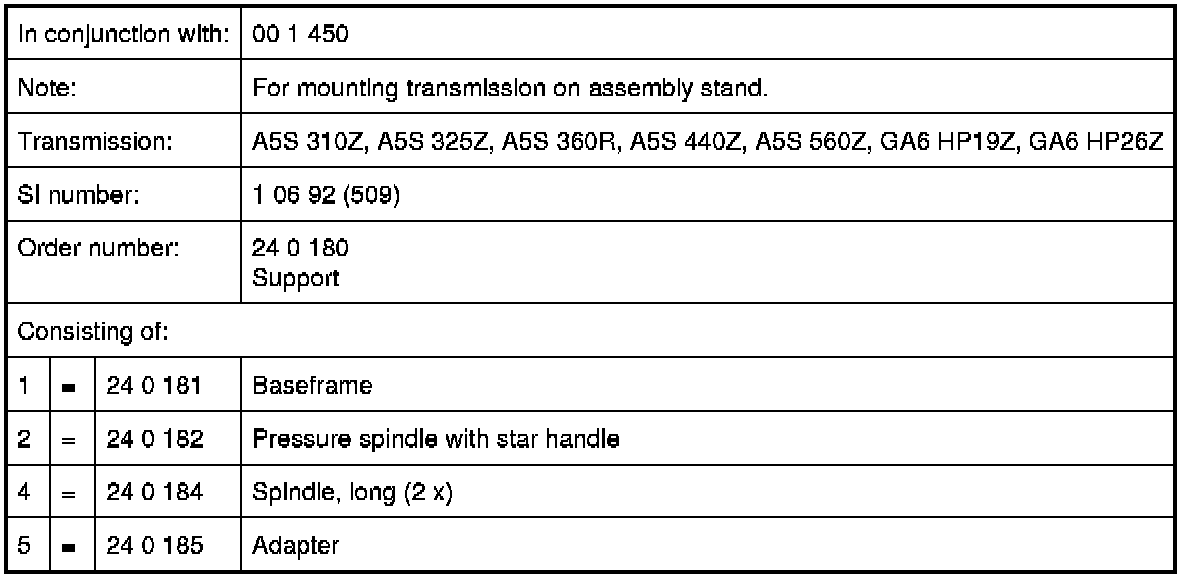 In conjunction with: 00 1 450
Note: For mounting transmission on assembly stand.
Transmission: A5S 310Z, A5S 325Z, A5S 360R, A5S 440Z, A5S 560Z, GA6 HP19Z, GA6 HP26Z
SI number: 1 06 92 (509)
Order number: 24 0 180
Support
Consisting of:
1 = 24 0 181 Baseframe
2 = 24 0 182 Pressure spindle with star handle
4 = 24 0 184 Spindle, long (2 x)
5 = 24 0 185 Adapter